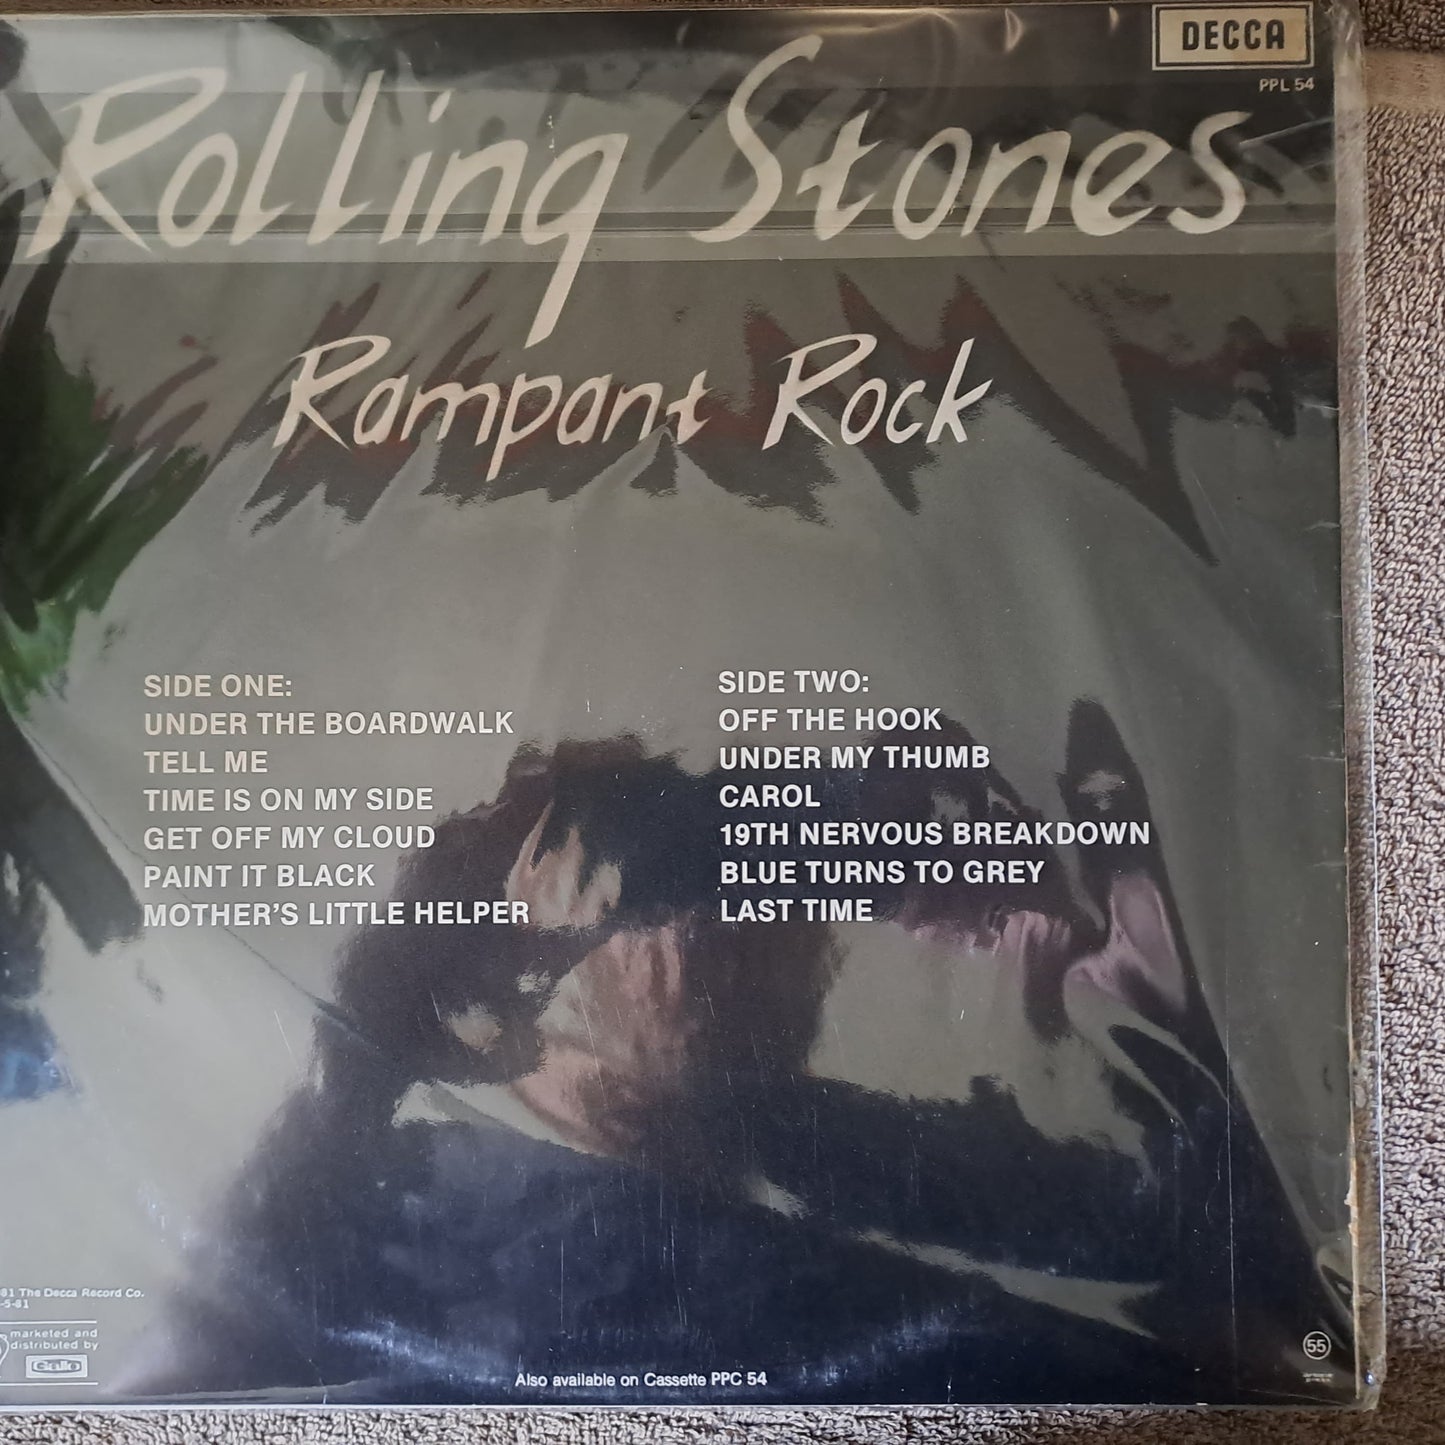 DECCA
PPL 54
Rolling Stones
Rampant Rock
SIDE ONE:
UNDER THE BOARDWALK
TELL ME
TIME IS ON MY SIDE
GET OFF MY CLOUD
PAINT IT BLACK
MOTHER'S LITTLE HELPER
SIDE TWO:
OFF THE HOOK
UNDER MY THUMB
CAROL
19TH NERVOUS BREAKDOWN
BLUE TURNS TO GREY
LAST TIME
81 The Decca Record Co.
-5-81
marketed and
distributed by
Gallo
Also available on Cassette PPC 54
55